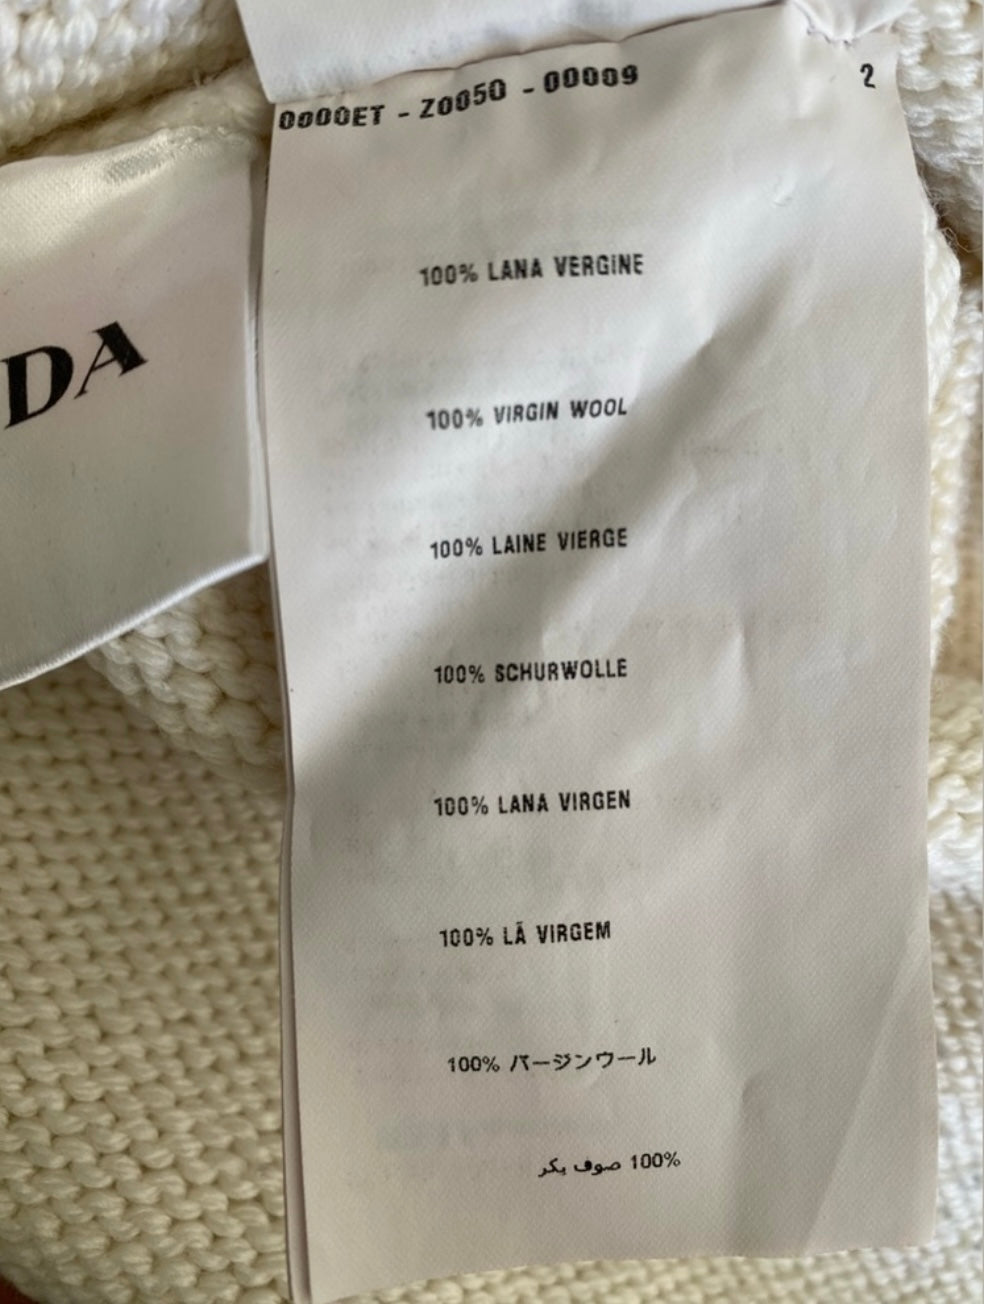 0000ET - Z0050 - 00009 2
DA
100% LANA VERGINE
100% VIRGIN WOOL
100% LAINE VIERGE
100% SCHURWOLLE
100% LANA VIRGEN
100% LÃ VIRGEM
100% バージンウール
100% صوف بكر